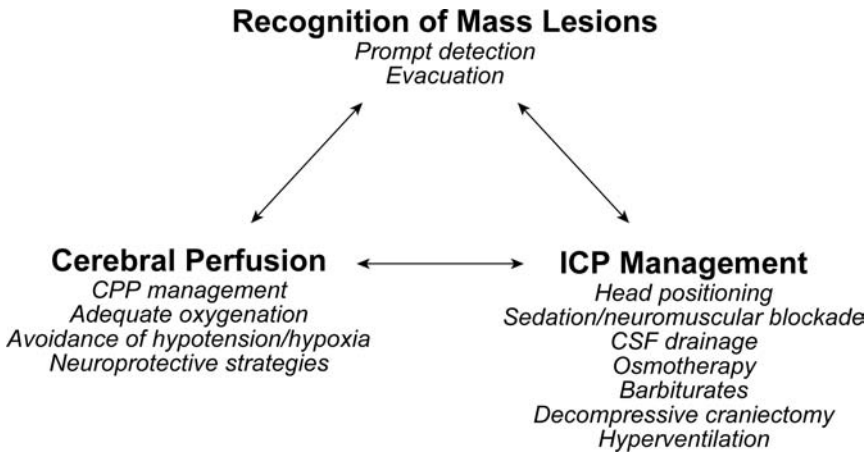 Recognition of Mass Lesions
Prompt detection
Evacuation
Cerebral Perfusion
CPP management
Adequate oxygenation
Avoidance of hypotension/hypoxia
Neuroprotective strategies
ICP Management
Head positioning
Sedation/neuromuscular blockade
CSF drainage
Osmotherapy
Barbiturates
Decompressive craniectomy
Hyperventilation